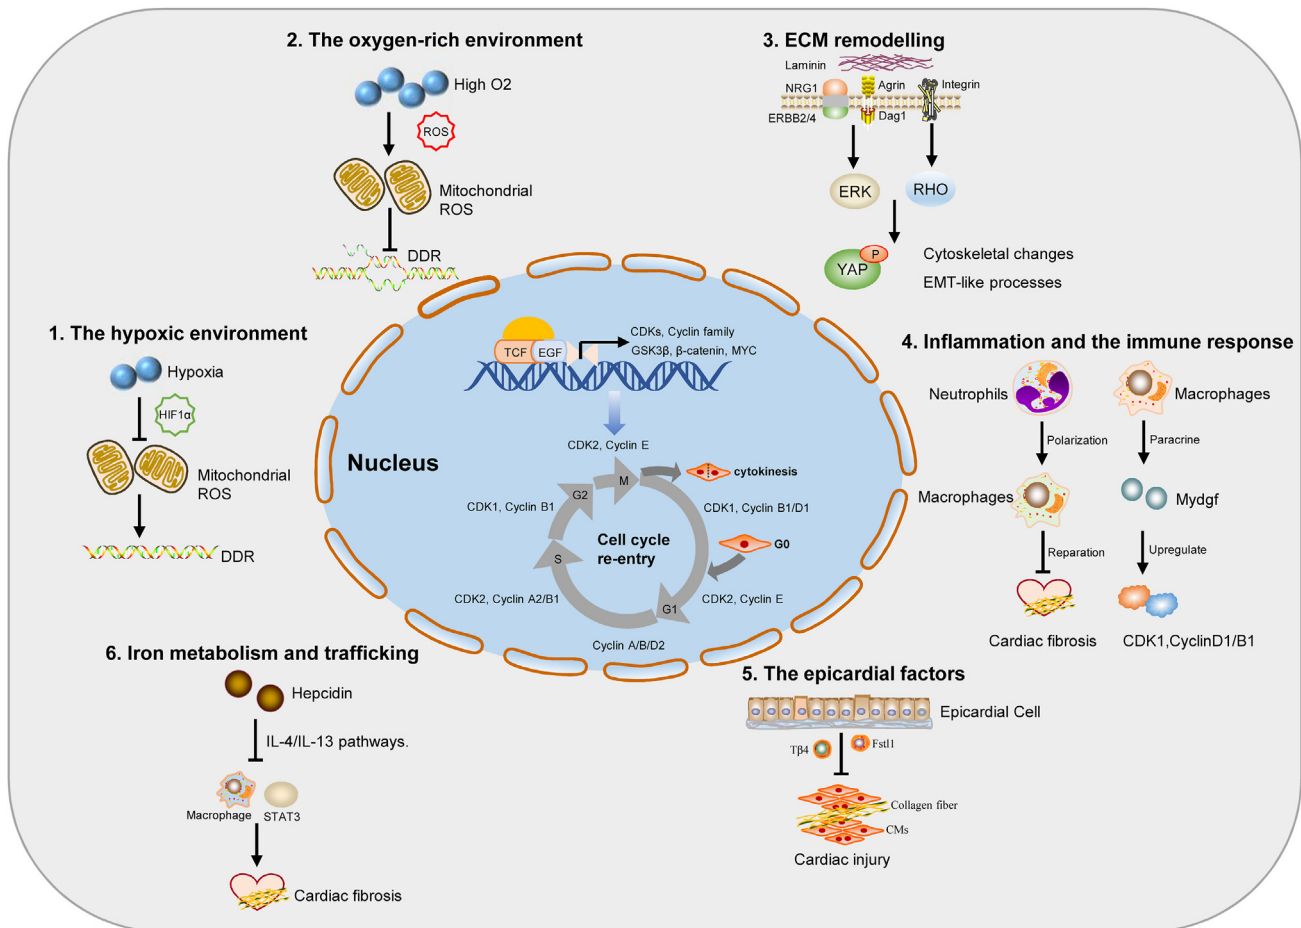 2. The oxygen-rich environment
High O2
ROS
Mitochondrial
ROS
DDR
3. ECM remodelling
Laminin
NRG1
Agrin
Integrin
ERBB2/4
Dag1
ERK
RHO
YAP
P
Cytoskeletal changes
EMT-like processes
1. The hypoxic environment
Hypoxia
HIF1α
Mitochondrial
ROS
DDR
TCF
EGF
CDKs, Cyclin family
GSK3β, β-catenin, MYC
Nucleus
CDK2, Cyclin E
M
cytokinesis
G2
CDK1, Cyclin B1
CDK1, Cyclin B1/D1
Cell cycle
re-entry
G0
S
CDK2, Cyclin A2/B1
CDK2, Cyclin E
G1
Cyclin A/B/D2
4. Inflammation and the immune response
Neutrophils
Macrophages
Polarization
Paracrine
Macrophages
Mydgf
Reparation
Upregulate
Cardiac fibrosis
CDK1,CyclinD1/B1
6. Iron metabolism and trafficking
Hepcidin
IL-4/IL-13 pathways.
Macrophage
STAT3
Cardiac fibrosis
5. The epicardial factors
Epicardial Cell
Tβ4
Fstl1
Collagen fiber
CMs
Cardiac injury